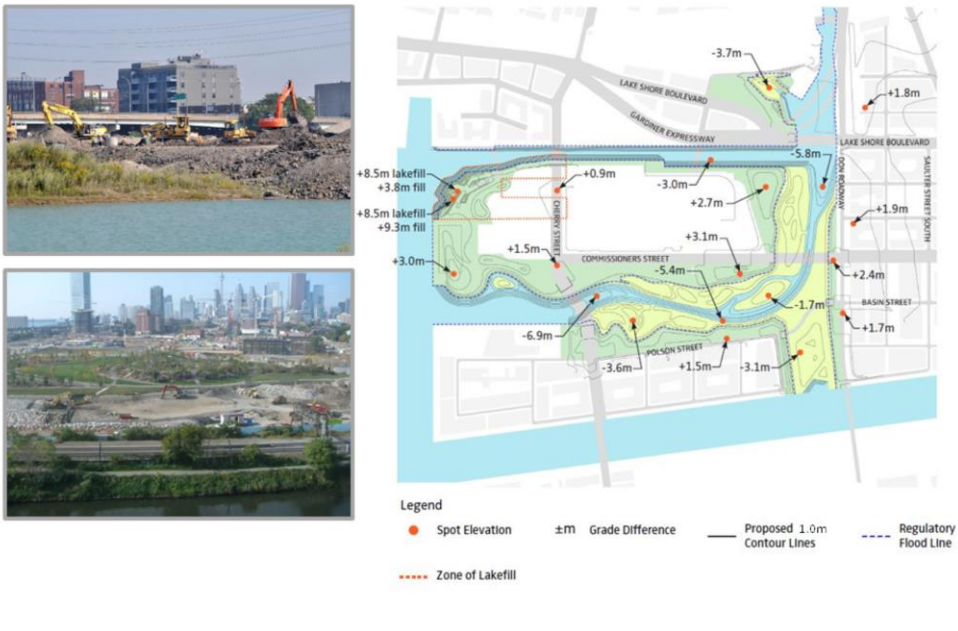 -3.7m
LAKE SHORE BOULEVARD
+1.8m
GARDINER EXPRESSWAY
LAKE SHORE BOULEVARD
-5.8m
+8.5m lakefill
+3.8m fill
+0.9m
-3.0m
+2.7m
DON ROADWAY
SAULTER STREET SOUTH
+8.5m lakefill
+9.3m fill
CHERRY STREET
+1.9m
+3.1m
+1.5m
+3.0m
COMMISSIONERS STREET
-5.4m
+2.4m
-1.7m
BASIN STREET
-6.9m
+1.7m
-3.6m
POLSON STREET
+1.5m
-3.1m
Legend
Spot Elevation
±m Grade Difference
Proposed 1.0m
Contour Lines
Regulatory
Flood Line
Zone of Lakefill